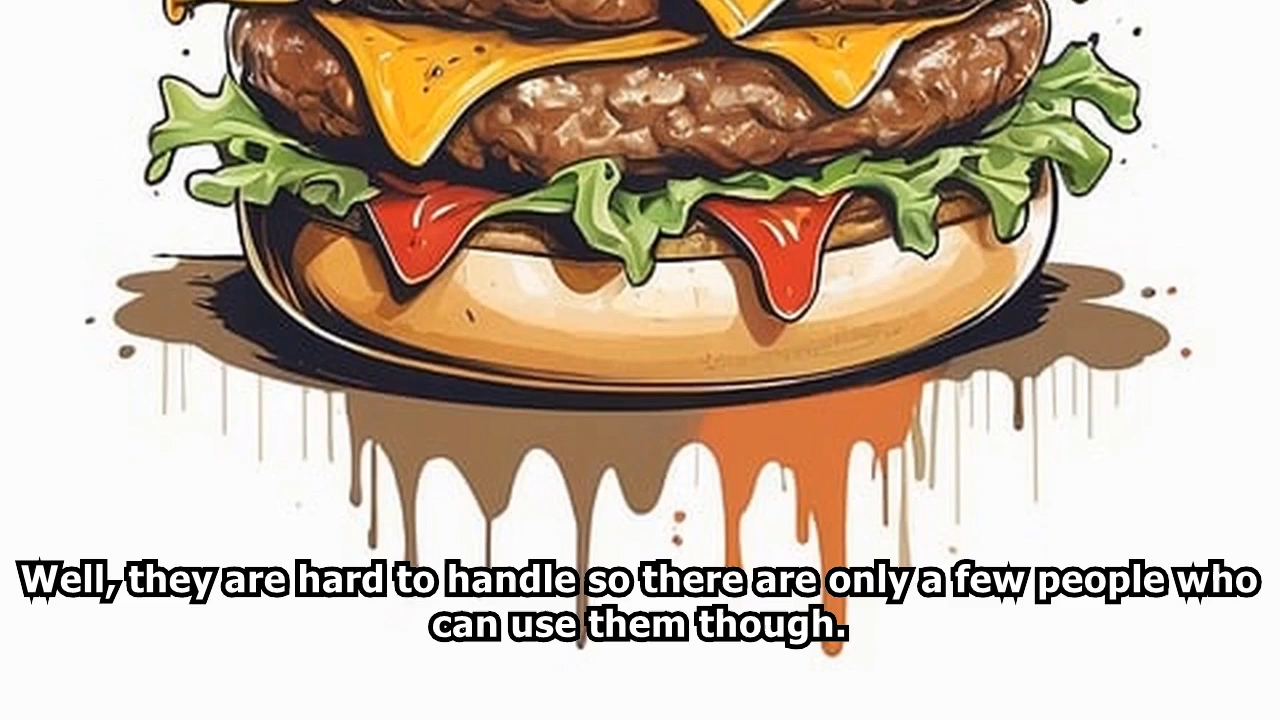 Well, they are hard to handle so there are only a few people who
can use them though.